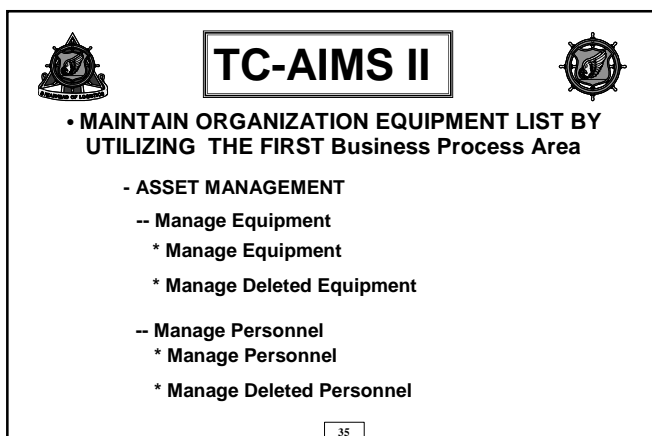 TC-AIMS II
• MAINTAIN ORGANIZATION EQUIPMENT LIST BY
UTILIZING THE FIRST Business Process Area
- ASSET MANAGEMENT
-- Manage Equipment
* Manage Equipment
* Manage Deleted Equipment
-- Manage Personnel
* Manage Personnel
* Manage Deleted Personnel
35